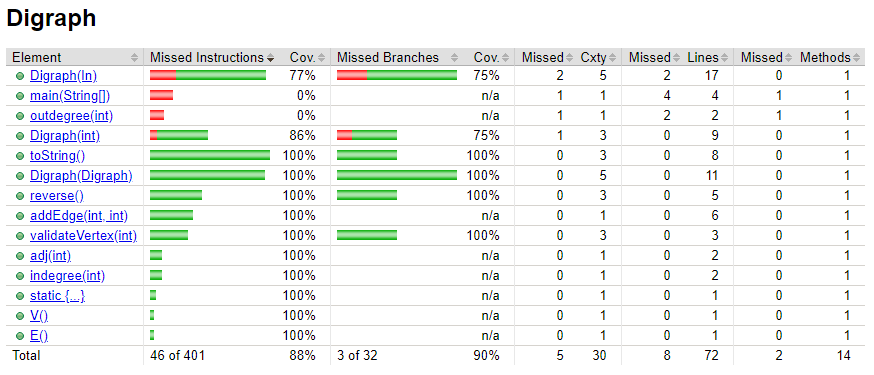 Digraph
Element Missed Instructions Cov. Missed Branches Cov. Missed Cxty Missed Lines Missed Methods
Digraph(In) 77% 75% 2 5 2 17 0 1
main(String[]) 0% n/a 1 1 4 4 1 1
outdegree(int) 0% n/a 1 1 2 2 1 1
Digraph(int) 86% 75% 1 3 0 9 0 1
toString() 100% 100% 0 3 0 8 0 1
Digraph(Digraph) 100% 100% 0 5 0 11 0 1
reverse() 100% 100% 0 3 0 5 0 1
addEdge(int, int) 100% n/a 0 1 0 6 0 1
validateVertex(int) 100% 100% 0 3 0 3 0 1
adj(int) 100% n/a 0 1 0 2 0 1
indegree(int) 100% n/a 0 1 0 2 0 1
static {...} 100% n/a 0 1 0 1 0 1
V() 100% n/a 0 1 0 1 0 1
E() 100% n/a 0 1 0 1 0 1
Total 46 of 401 88% 3 of 32 90% 5 30 8 72 2 14